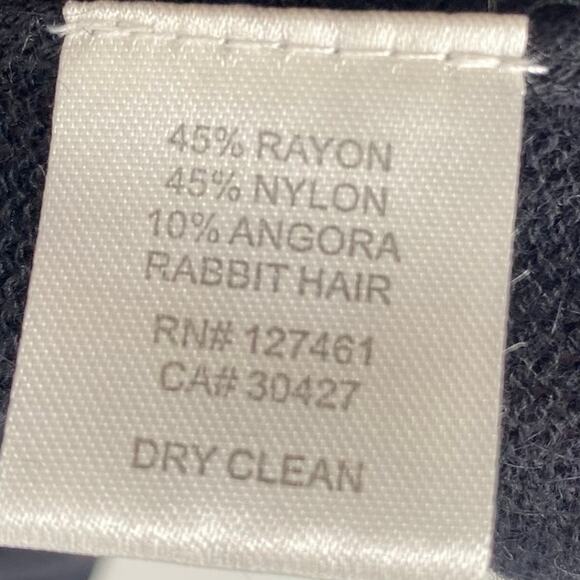 45% RAYON
45% NYLON
10% ANGORA
RABBIT HAIR
RN# 127461
CA# 30427
DRY CLEAN